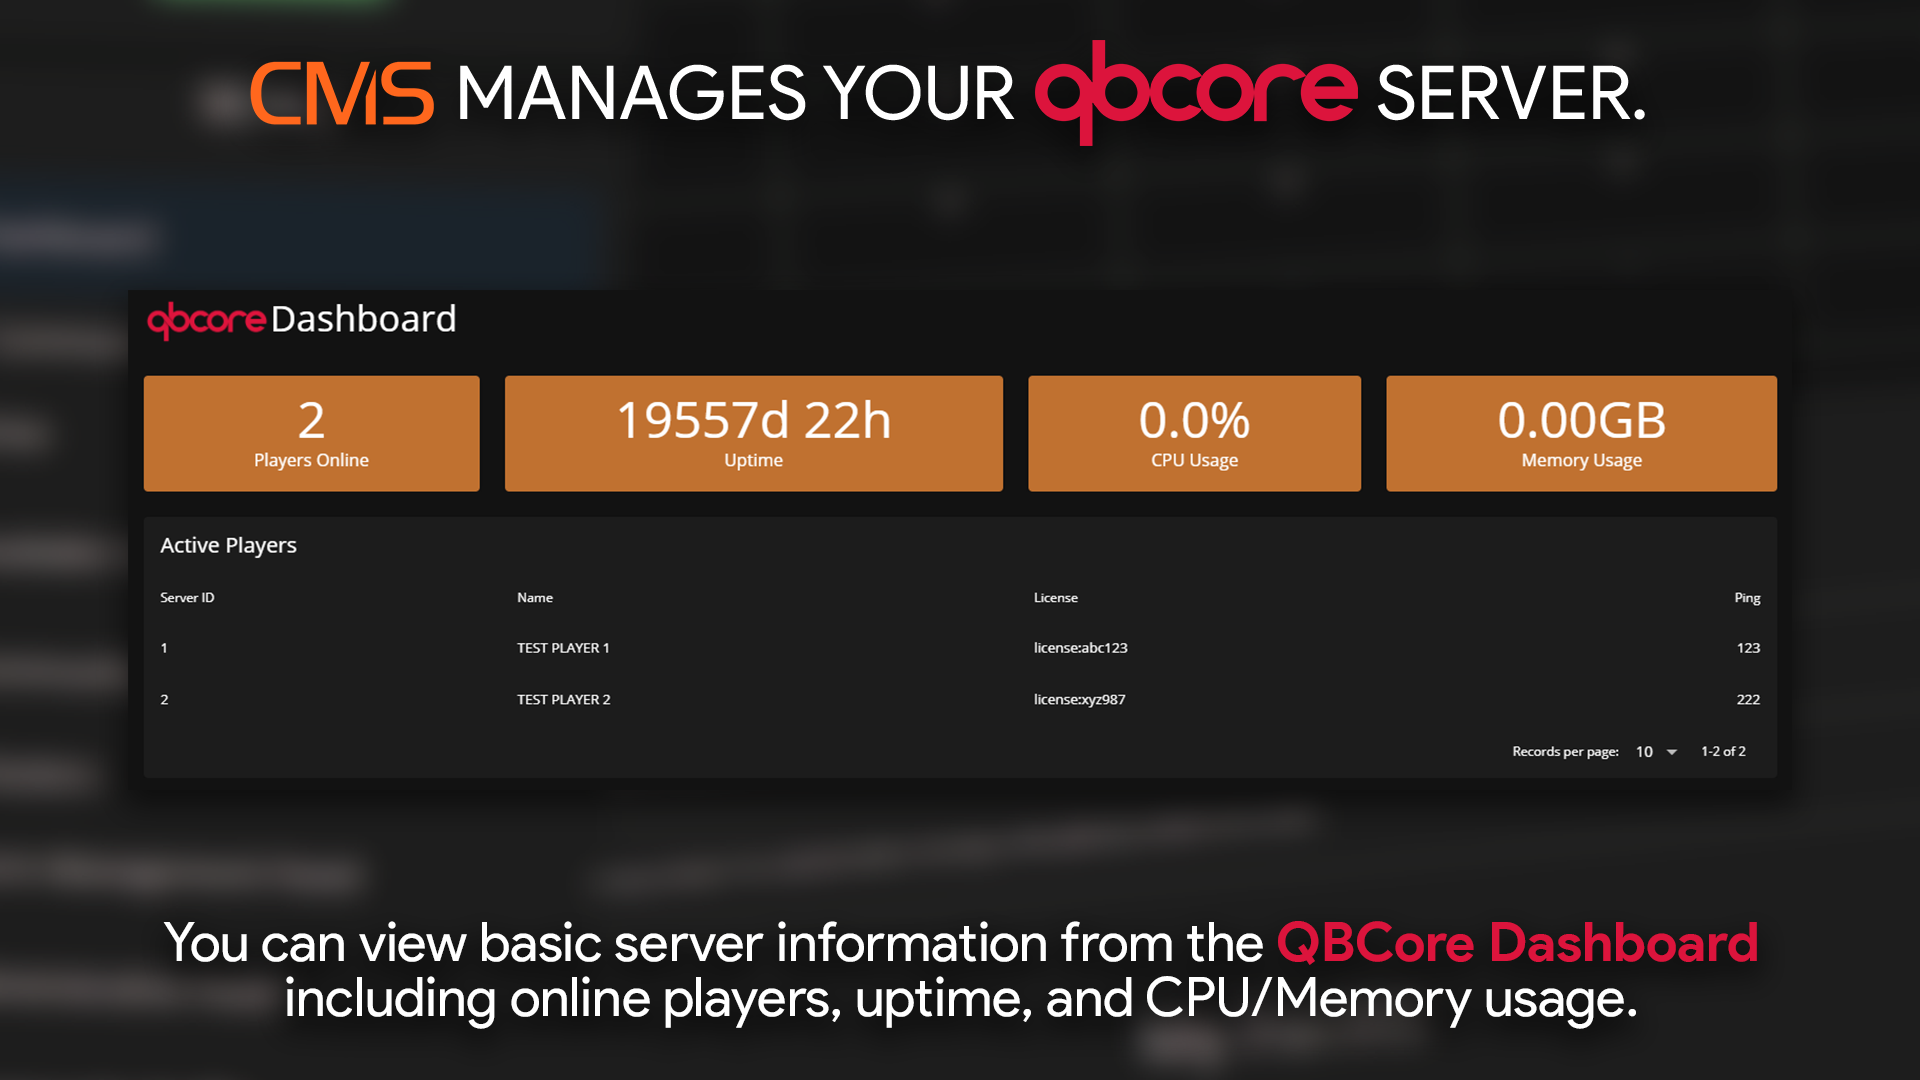 CMS MANAGES YOUR qbcore SERVER.
qbcore Dashboard
2
Players Online
19557d 22h
Uptime
0.0%
CPU Usage
0.00GB
Memory Usage
Active Players
Server ID Name License Ping
1 TEST PLAYER 1 license:abc123 123
2 TEST PLAYER 2 license:xyz987 222
Records per page: 10 1-2 of 2
You can view basic server information from the QBCore Dashboard
including online players, uptime, and CPU/Memory usage.